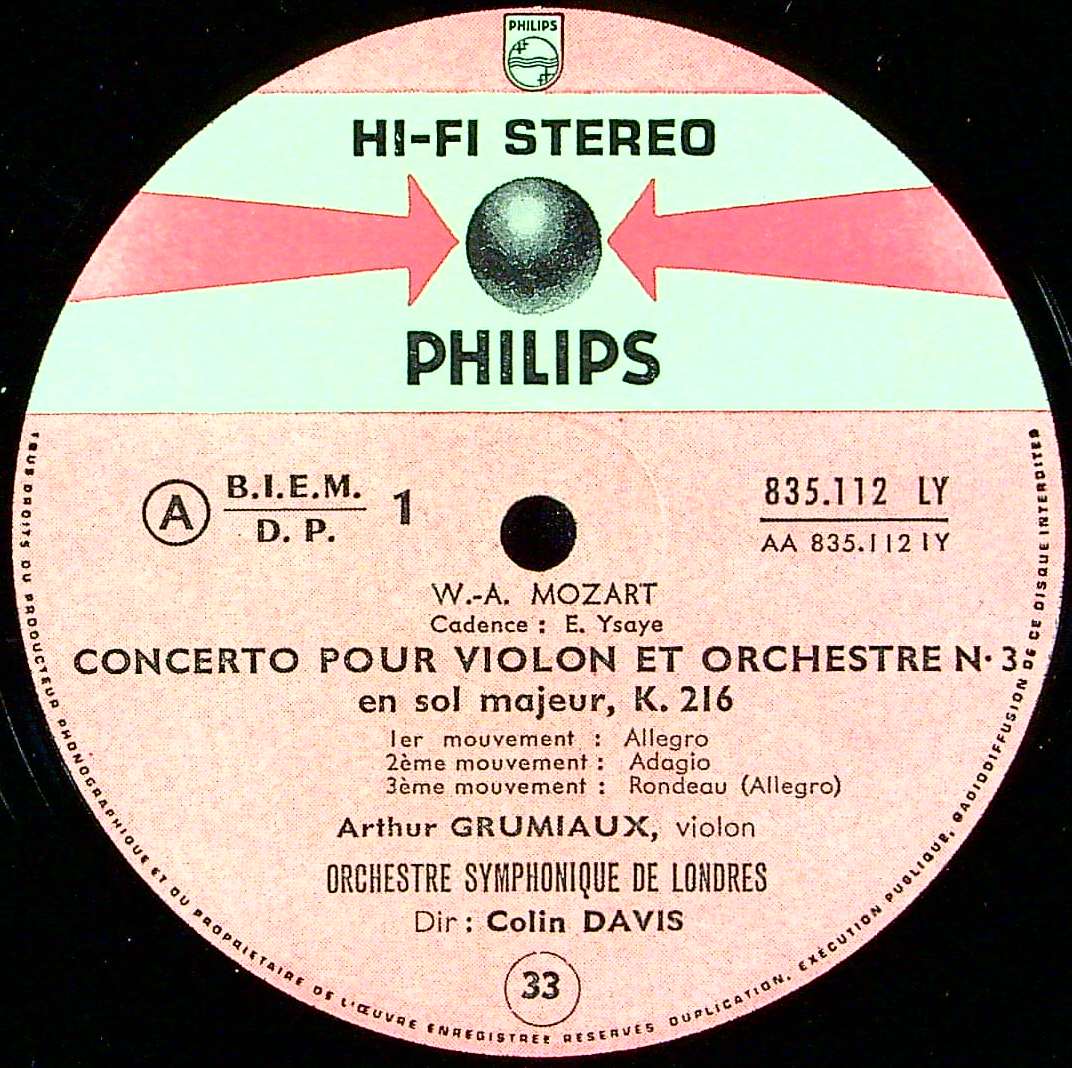 PHILIPS
HI-FI STEREO
PHILIPS
A
B.I.E.M.
D. P.
1
835.112 LY
AA 835.112 1Y
W.-A. MOZART
Cadence : E. Ysaye
CONCERTO POUR VIOLON ET ORCHESTRE N· 3
en sol majeur, K. 216
1er mouvement : Allegro
2ème mouvement : Adagio
3ème mouvement : Rondeau (Allegro)
Arthur GRUMIAUX, violon
ORCHESTRE SYMPHONIQUE DE LONDRES
Dir : Colin DAVIS
33
TOUS DROITS DU PRODUCTEUR PHONOGRAPHIQUE ET DU PROPRIETAIRE DE L'ŒUVRE ENREGISTREE RESERVES DUPLICATION, EXÉCUTION PUBLIQUE, RADIODIFFUSION DE CE DISQUE INTERDITES